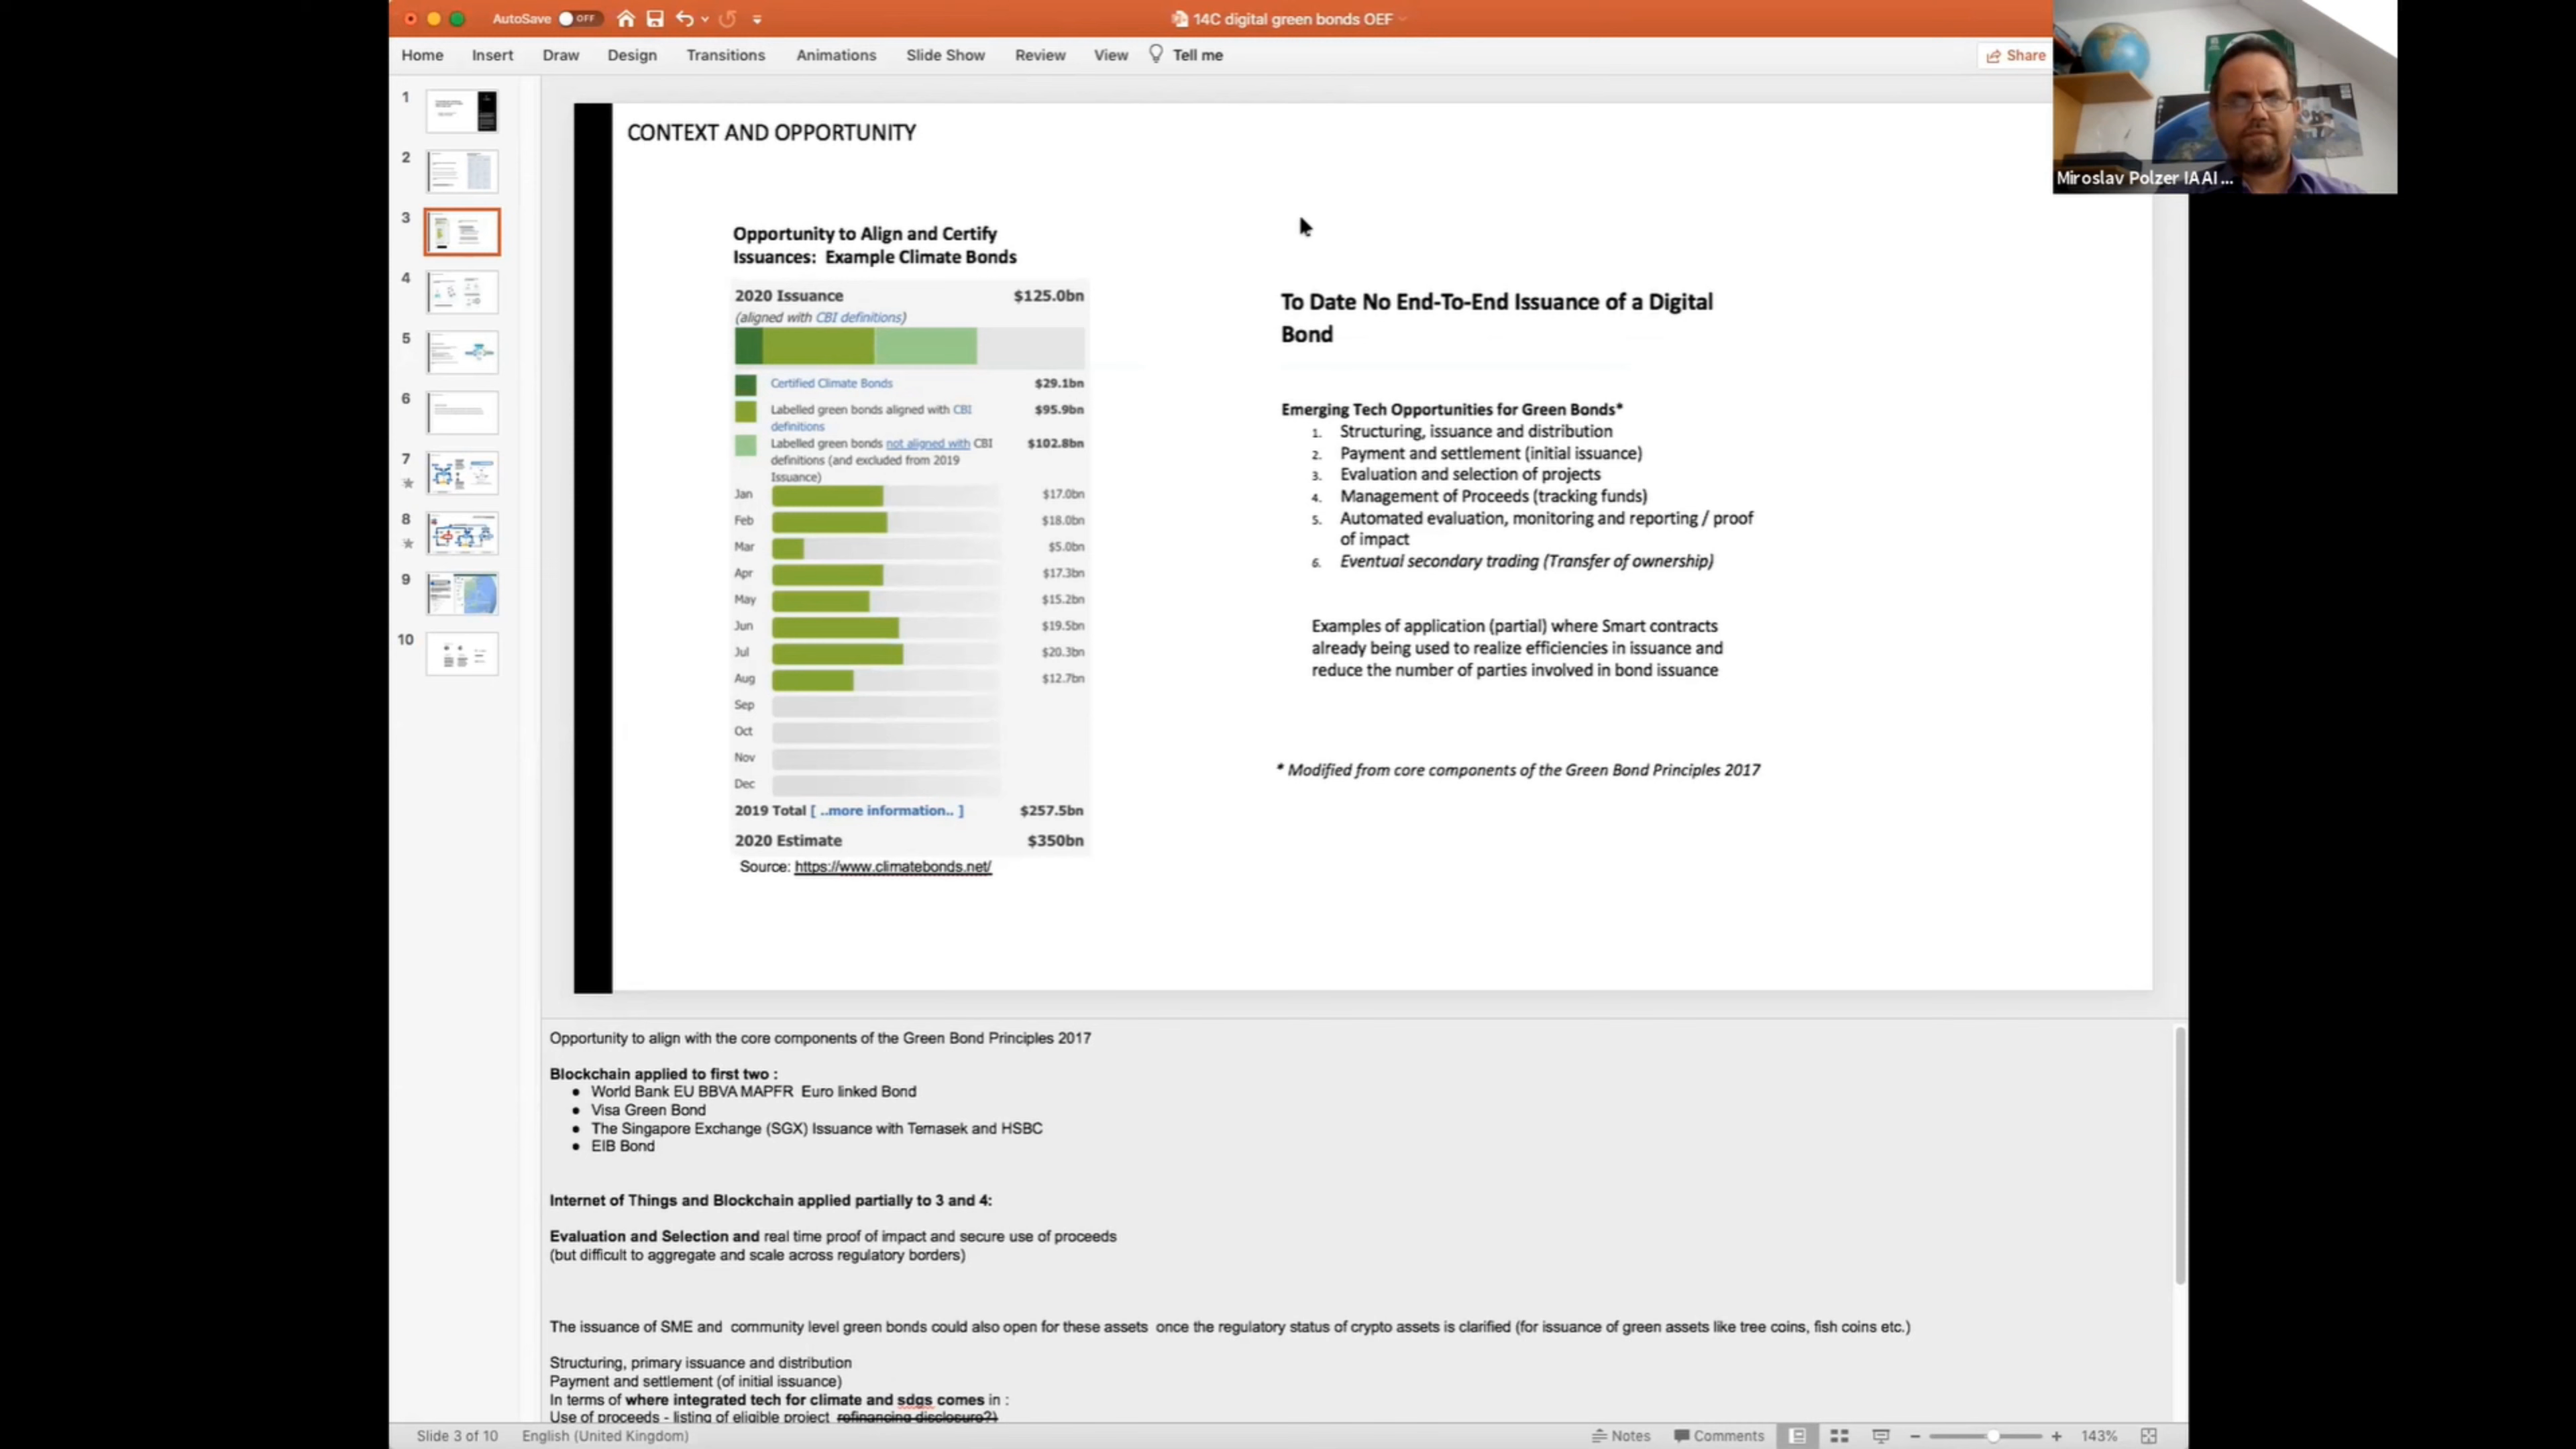 AutoSave OFF
14C digital green bonds OEF
Home Insert Draw Design Transitions Animations Slide Show Review View Tell me Share
Miroslav Polzer IAAI ...
1
2
3
4
5
6
7
8
9
10
CONTEXT AND OPPORTUNITY
Opportunity to Align and Certify
Issuances: Example Climate Bonds
2020 Issuance $125.0bn
(aligned with CBI definitions)
Certified Climate Bonds $29.1bn
Labelled green bonds aligned with CBI $95.9bn
definitions
Labelled green bonds not aligned with CBI $102.8bn
definitions (and excluded from 2019
Issuance)
Jan $17.0bn
Feb $18.0bn
Mar $5.0bn
Apr $17.3bn
May $15.2bn
Jun $19.5bn
Jul $20.3bn
Aug $12.7bn
Sep
Oct
Nov
Dec
2019 Total [ ..more information.. ] $257.5bn
2020 Estimate $350bn
Source: https://www.climatebonds.net/
To Date No End-To-End Issuance of a Digital
Bond
Emerging Tech Opportunities for Green Bonds*
1. Structuring, issuance and distribution
2. Payment and settlement (initial issuance)
3. Evaluation and selection of projects
4. Management of Proceeds (tracking funds)
5. Automated evaluation, monitoring and reporting / proof
of impact
6. Eventual secondary trading (Transfer of ownership)
Examples of application (partial) where Smart contracts
already being used to realize efficiencies in issuance and
reduce the number of parties involved in bond issuance
* Modified from core components of the Green Bond Principles 2017
Opportunity to align with the core components of the Green Bond Principles 2017
Blockchain applied to first two :
• World Bank EU BBVA MAPFR Euro linked Bond
• Visa Green Bond
• The Singapore Exchange (SGX) Issuance with Temasek and HSBC
• EIB Bond
Internet of Things and Blockchain applied partially to 3 and 4:
Evaluation and Selection and real time proof of impact and secure use of proceeds
(but difficult to aggregate and scale across regulatory borders)
The issuance of SME and community level green bonds could also open for these assets once the regulatory status of crypto assets is clarified (for issuance of green assets like tree coins, fish coins etc.)
Structuring, primary issuance and distribution
Payment and settlement (of initial issuance)
In terms of where integrated tech for climate and sdgs comes in :
Use of proceeds - listing of eligible project refinancing disclosure?)
Slide 3 of 10 English (United Kingdom) Notes Comments 143%